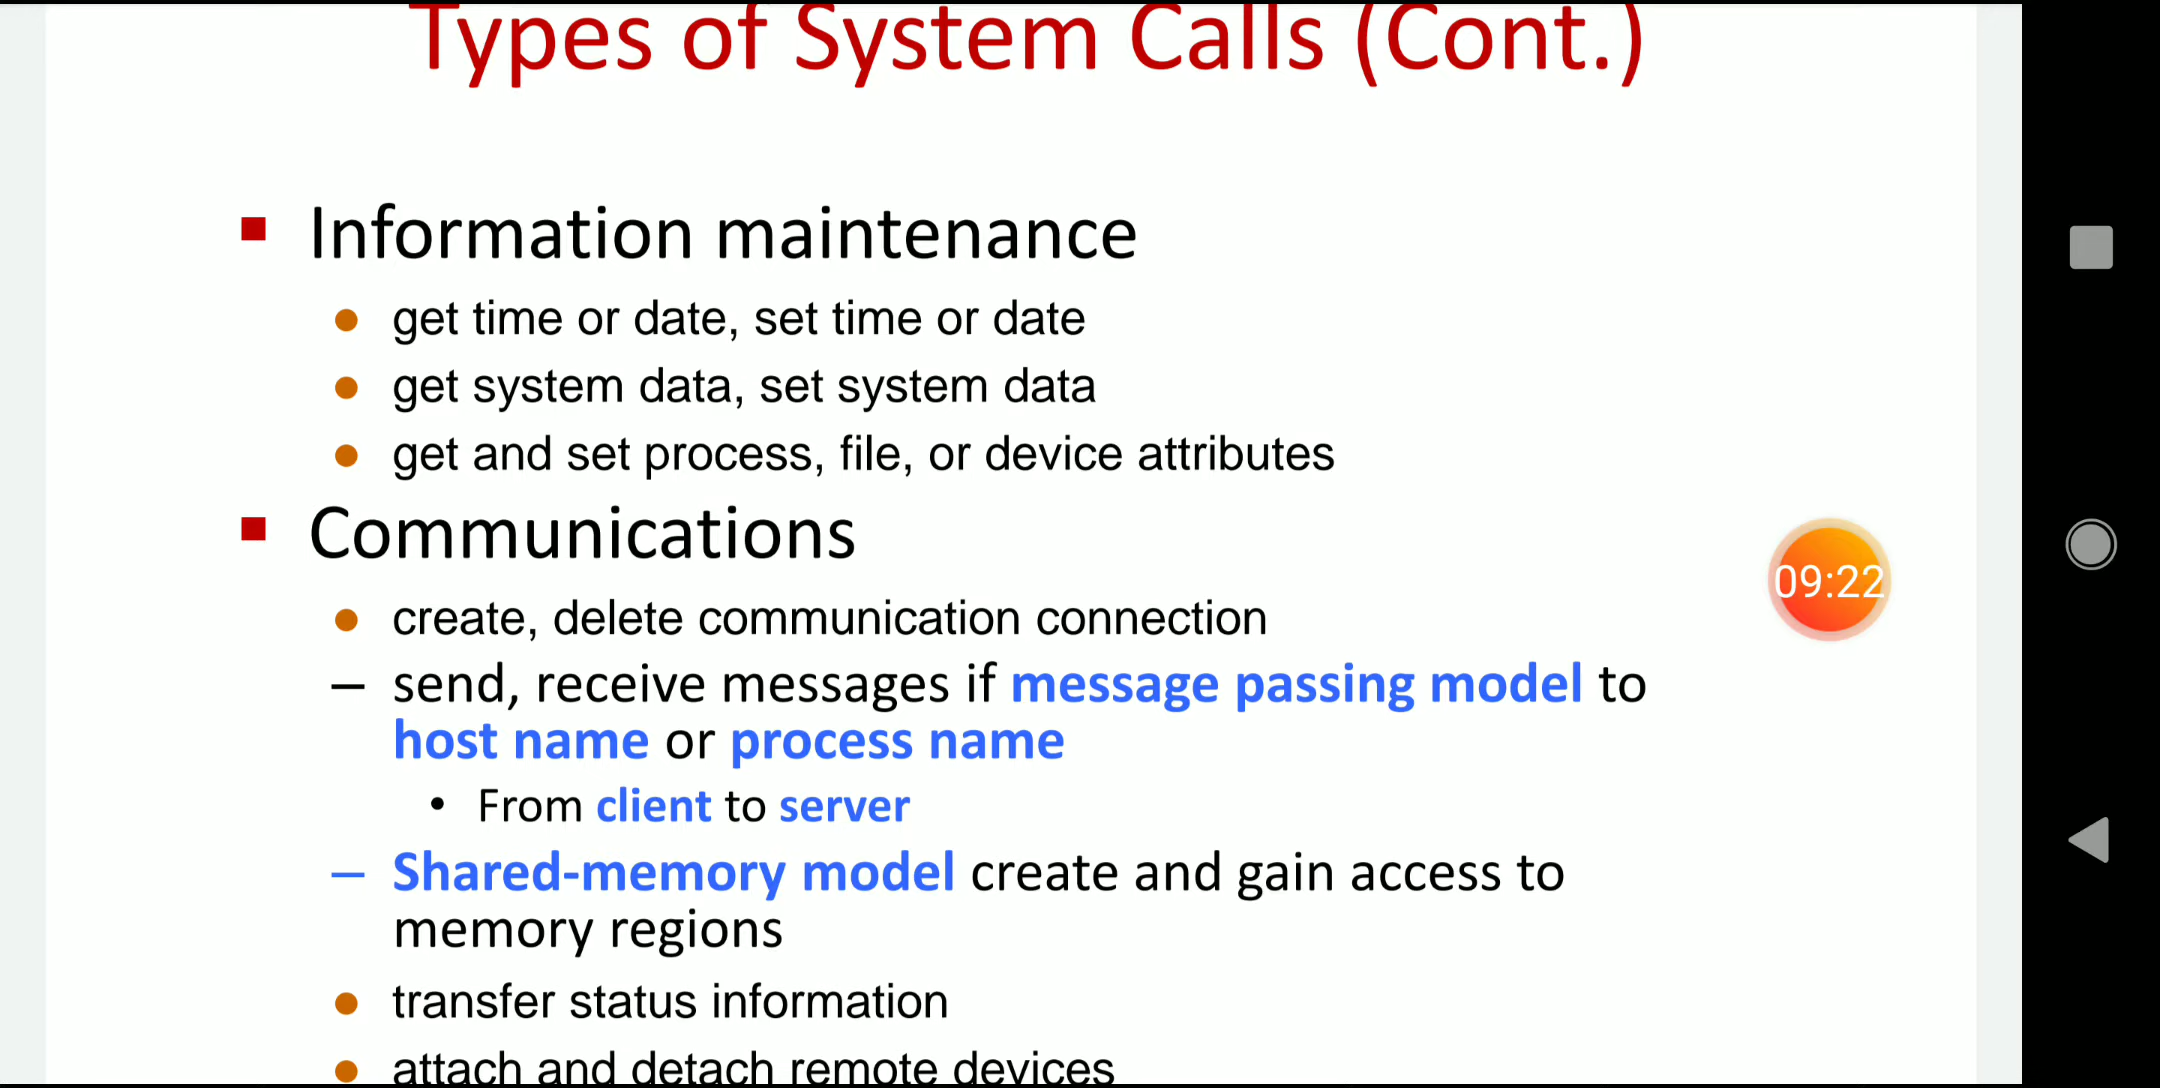 Types of System Calls (Cont.)
▪ Information maintenance
● get time or date, set time or date
● get system data, set system data
● get and set process, file, or device attributes
▪ Communications
● create, delete communication connection
– send, receive messages if message passing model to
host name or process name
• From client to server
– Shared-memory model create and gain access to
memory regions
● transfer status information
● attach and detach remote devices
09:22